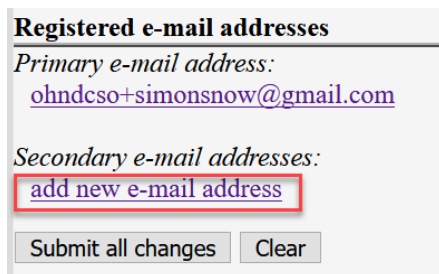 Registered e-mail addresses
Primary e-mail address:
ohndcso+simonsnow@gmail.com
Secondary e-mail addresses:
add new e-mail address
Submit all changes Clear